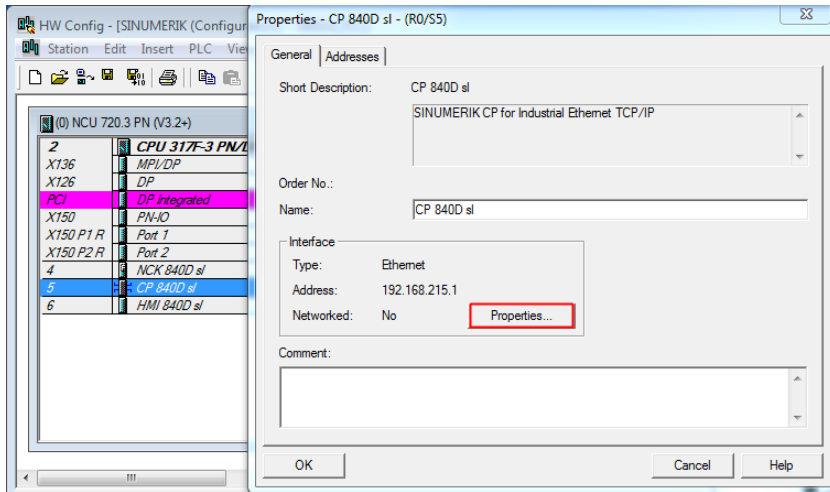 HW Config - [SINUMERIK (Configur
Station Edit Insert PLC Vie
(0) NCU 720.3 PN (V3.2+)
2 CPU 317F-3 PN/
X136 MPI/DP
X126 DP
PCI DP Integrated
X150 PN-IO
X150 P1 R Port 1
X150 P2 R Port 2
4 NCK 840D sl
5 CP 840D sl
6 HMI 840D sl
Properties - CP 840D sl - (R0/S5)
General Addresses
Short Description: CP 840D sl
SINUMERIK CP for Industrial Ethernet TCP/IP
Order No.:
Name: CP 840D sl
Interface
Type: Ethernet
Address: 192.168.215.1
Networked: No Properties...
Comment:
OK Cancel Help